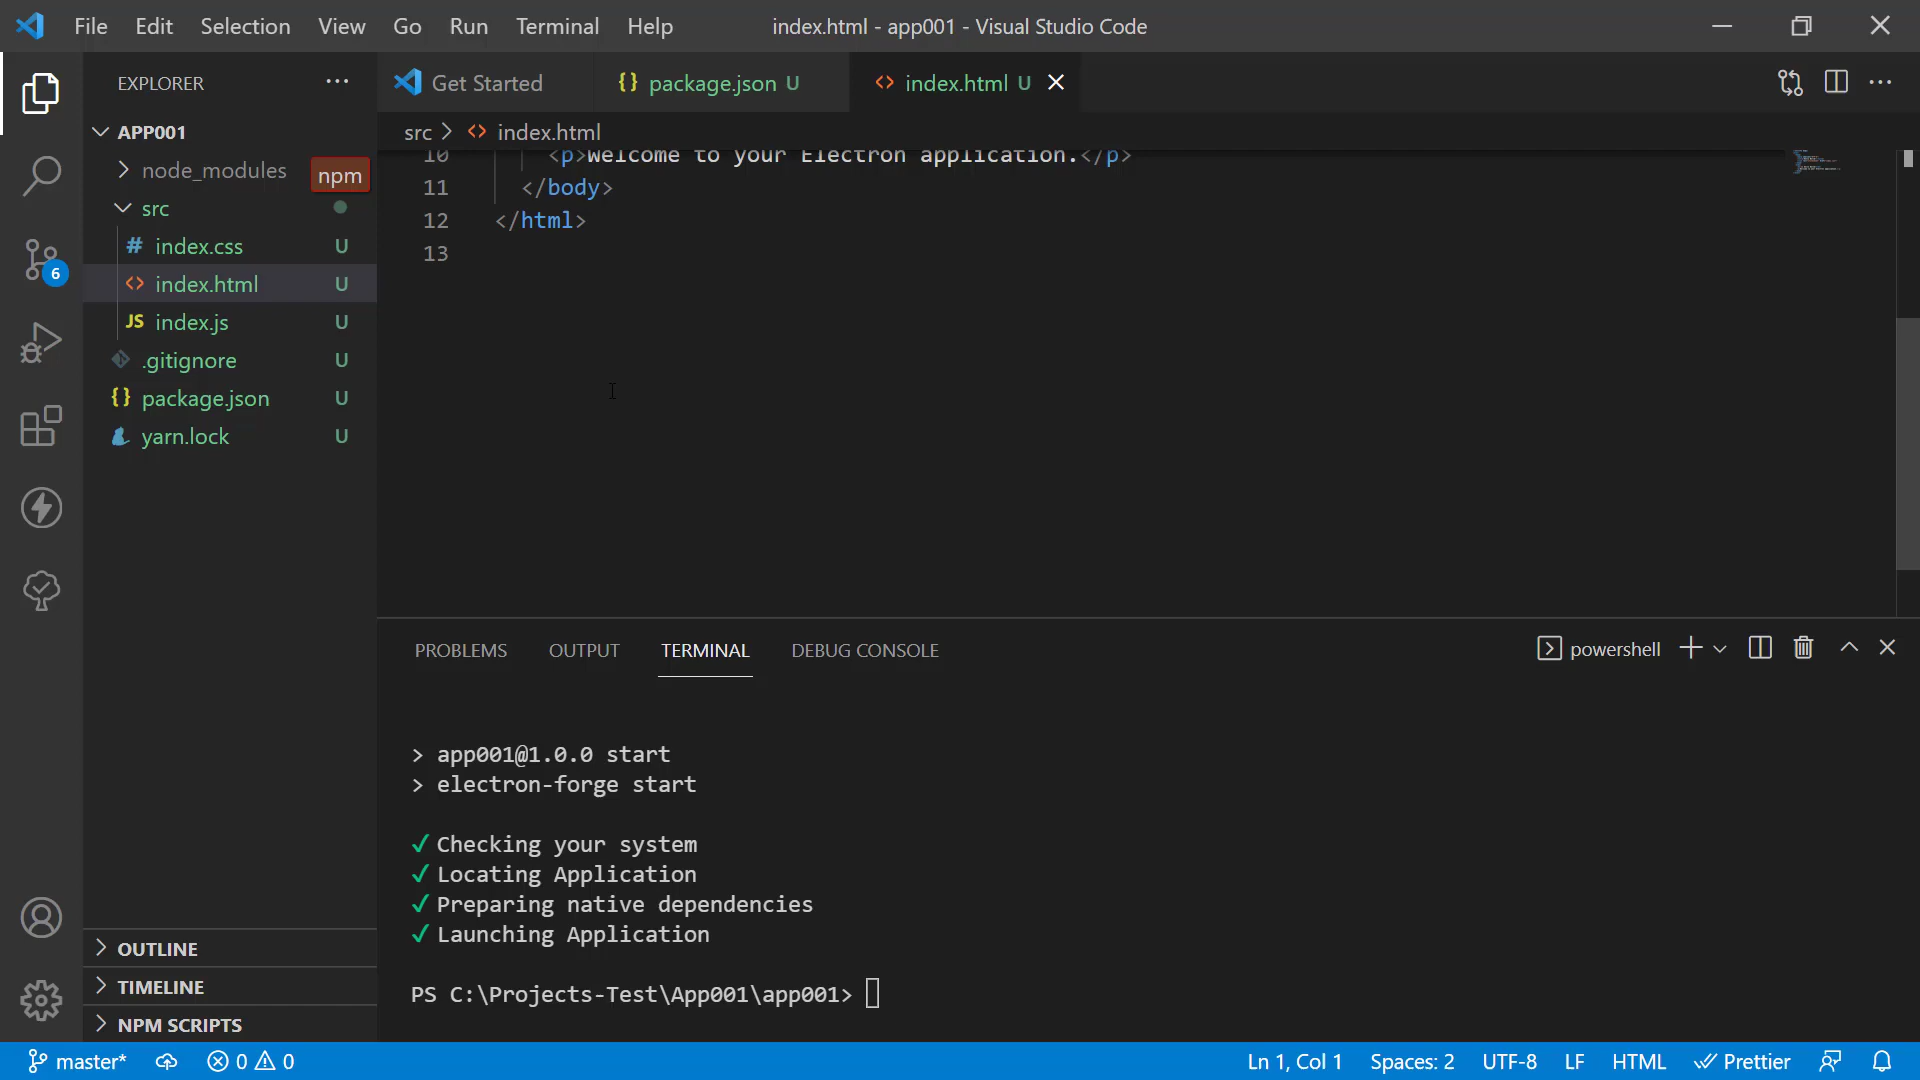 File Edit Selection View Go Run Terminal Help
index.html - app001 - Visual Studio Code
EXPLORER
APP001
node_modules
npm
src
# index.css U
<> index.html U
JS index.js U
.gitignore U
{} package.json U
yarn.lock U
6
OUTLINE
TIMELINE
NPM SCRIPTS
Get Started
{} package.json U
<> index.html U
src > <> index.html
10 <p>Welcome to your Electron application.</p>
11 </body>
12 </html>
13
PROBLEMS OUTPUT TERMINAL DEBUG CONSOLE
powershell
> app001@1.0.0 start
> electron-forge start
✓ Checking your system
✓ Locating Application
✓ Preparing native dependencies
✓ Launching Application
PS C:\Projects-Test\App001\app001>
master* 0 0 Ln 1, Col 1 Spaces: 2 UTF-8 LF HTML Prettier